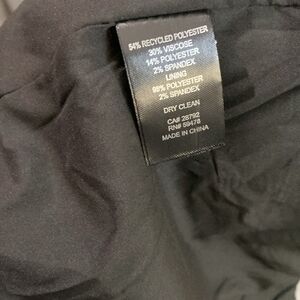 54% RECYCLED POLYESTER
30% VISCOSE
14% POLYESTER
2% SPANDEX
LINING
98% POLYESTER
2% SPANDEX
DRY CLEAN
CA# 28792
RN# 59478
MADE IN CHINA